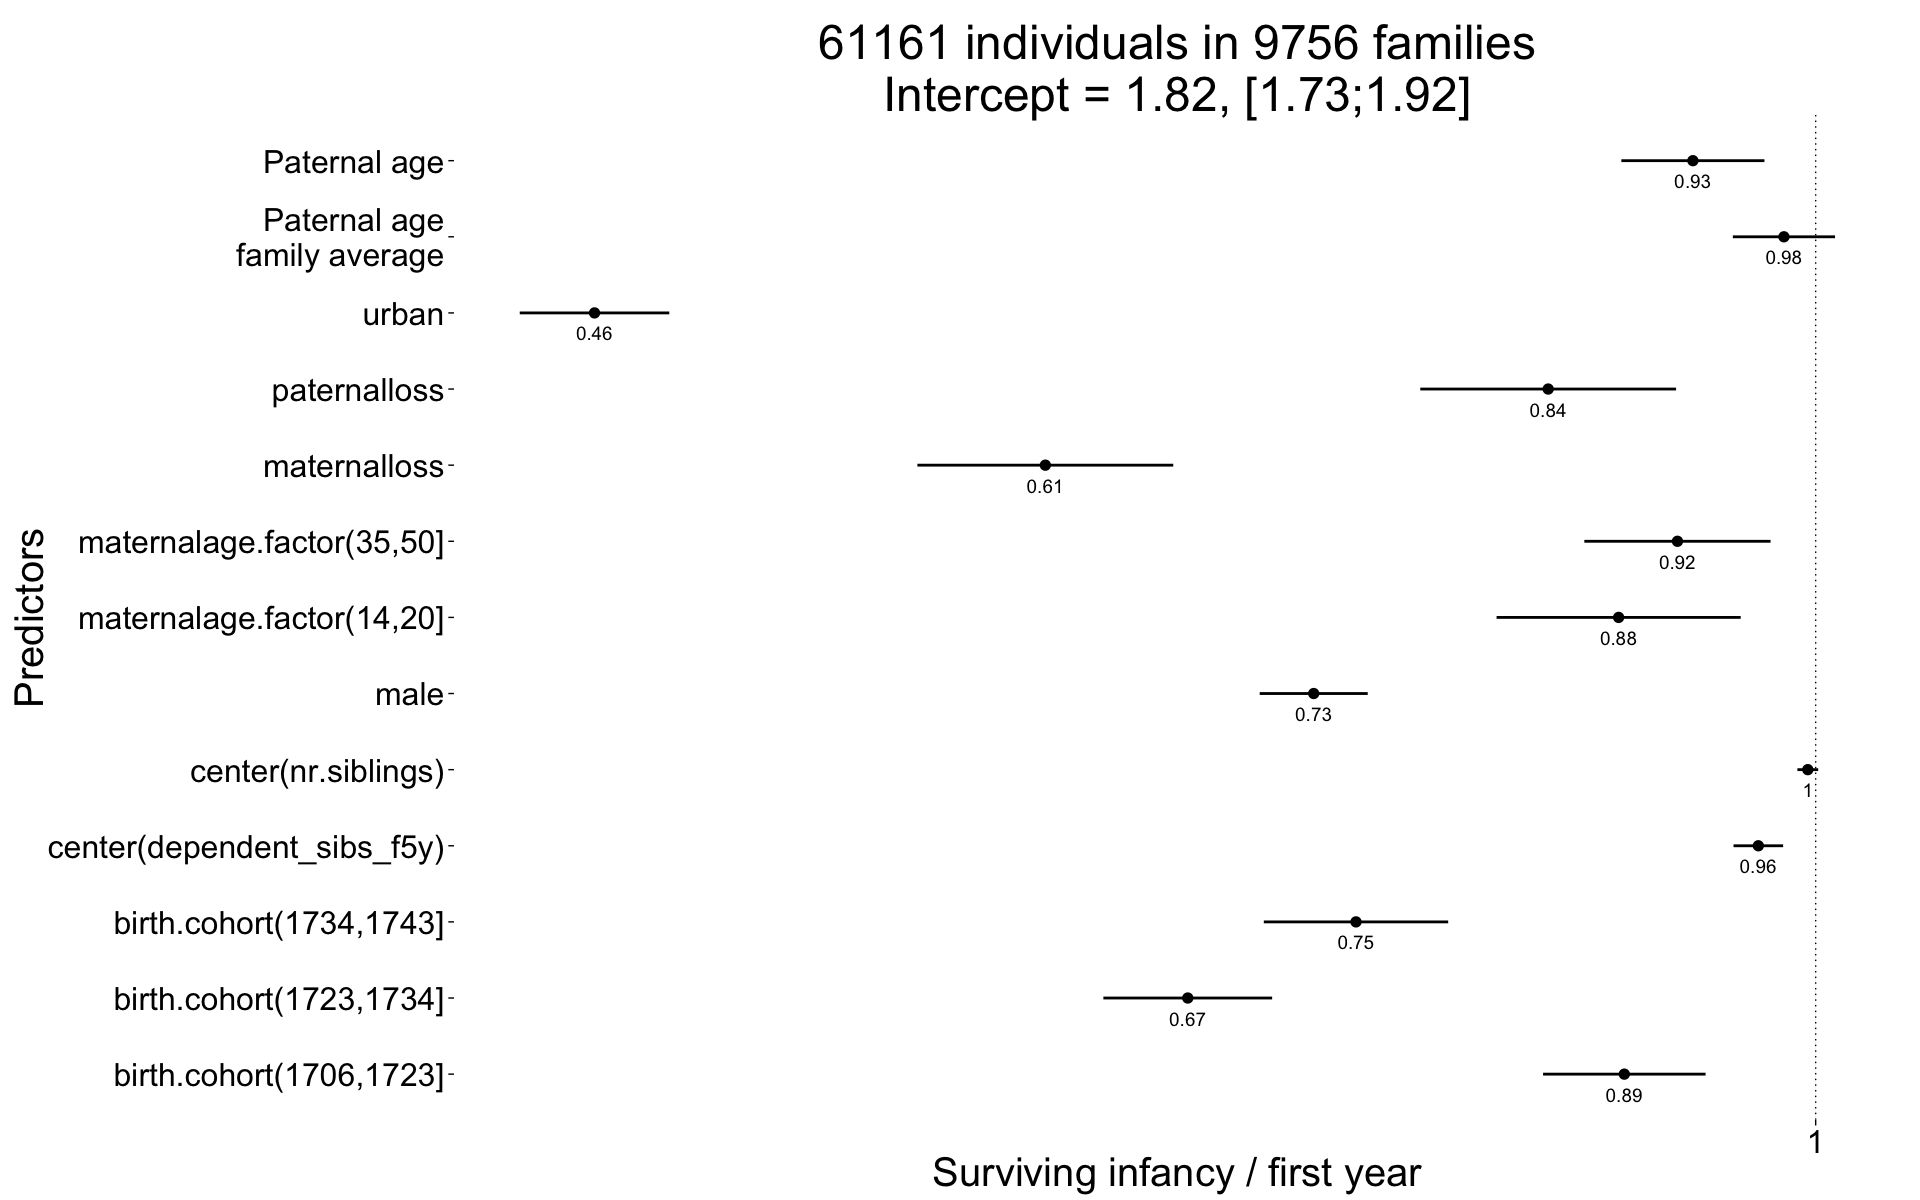 61161 individuals in 9756 families
Intercept = 1.82, [1.73;1.92]
Paternal age
0.93
Paternal age
family average
0.98
urban
0.46
paternalloss
0.84
maternalloss
0.61
maternalage.factor(35,50]
0.92
maternalage.factor(14,20]
0.88
male
0.73
center(nr.siblings)
1
center(dependent_sibs_f5y)
0.96
birth.cohort(1734,1743]
0.75
birth.cohort(1723,1734]
0.67
birth.cohort(1706,1723]
0.89
Predictors
1
Surviving infancy / first year